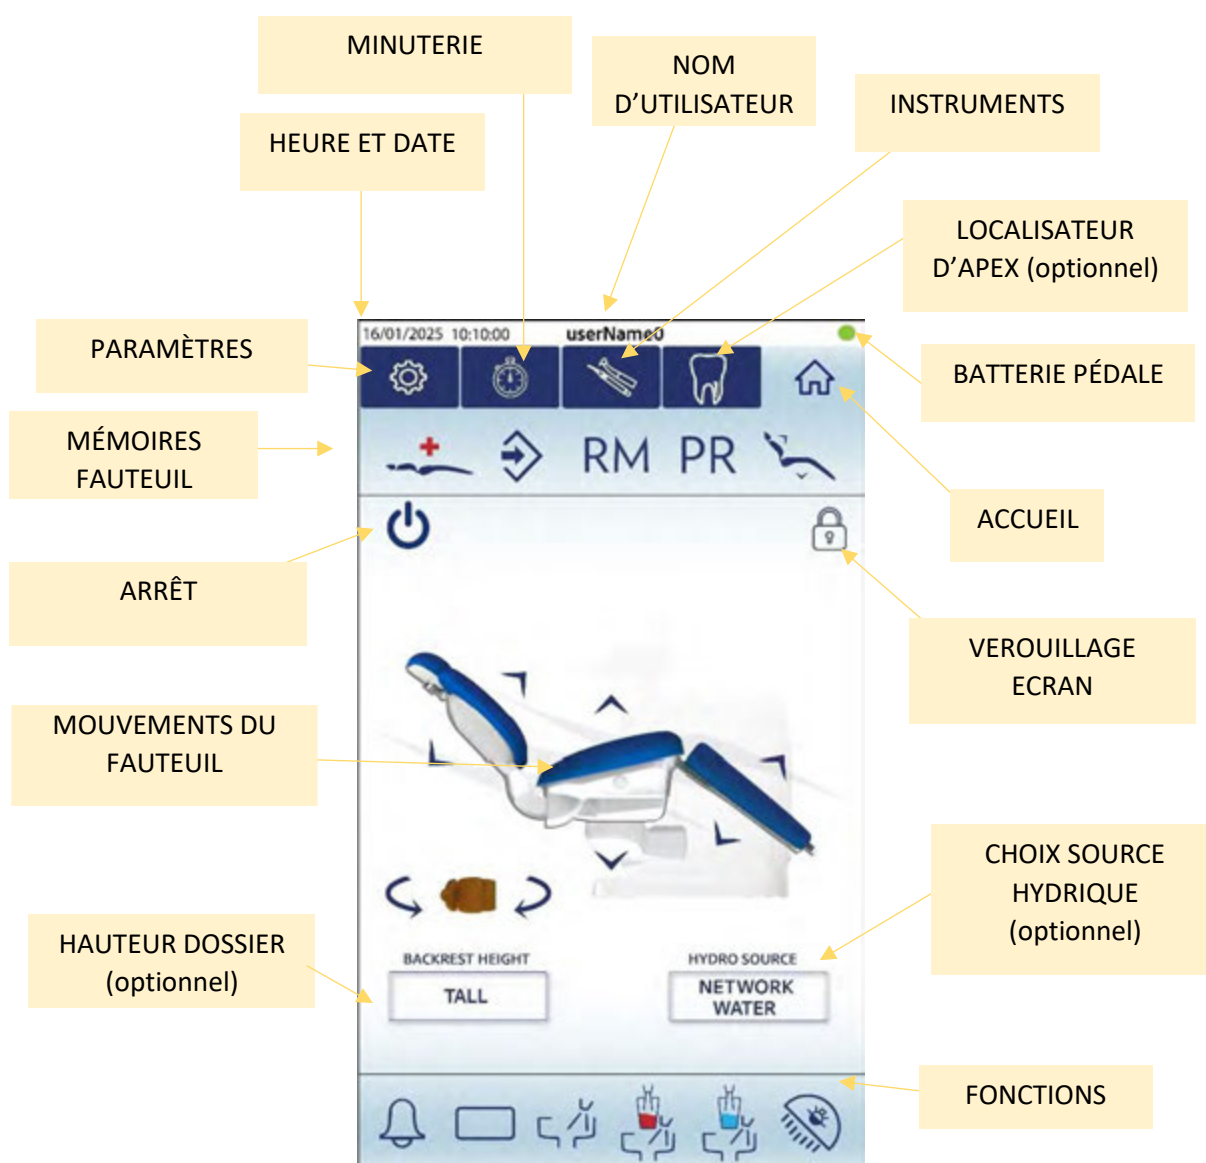 MINUTERIE
NOM
D’UTILISATEUR
INSTRUMENTS
HEURE ET DATE
LOCALISATEUR
D’APEX (optionnel)
16/01/2025 10:10:00 userName0
PARAMÈTRES
BATTERIE PÉDALE
MÉMOIRES
FAUTEUIL
RM PR
ACCUEIL
ARRÊT
VEROUILLAGE
ECRAN
MOUVEMENTS DU
FAUTEUIL
CHOIX SOURCE
HYDRIQUE
(optionnel)
HAUTEUR DOSSIER
(optionnel)
BACKREST HEIGHT
TALL
HYDRO SOURCE
NETWORK
WATER
FONCTIONS